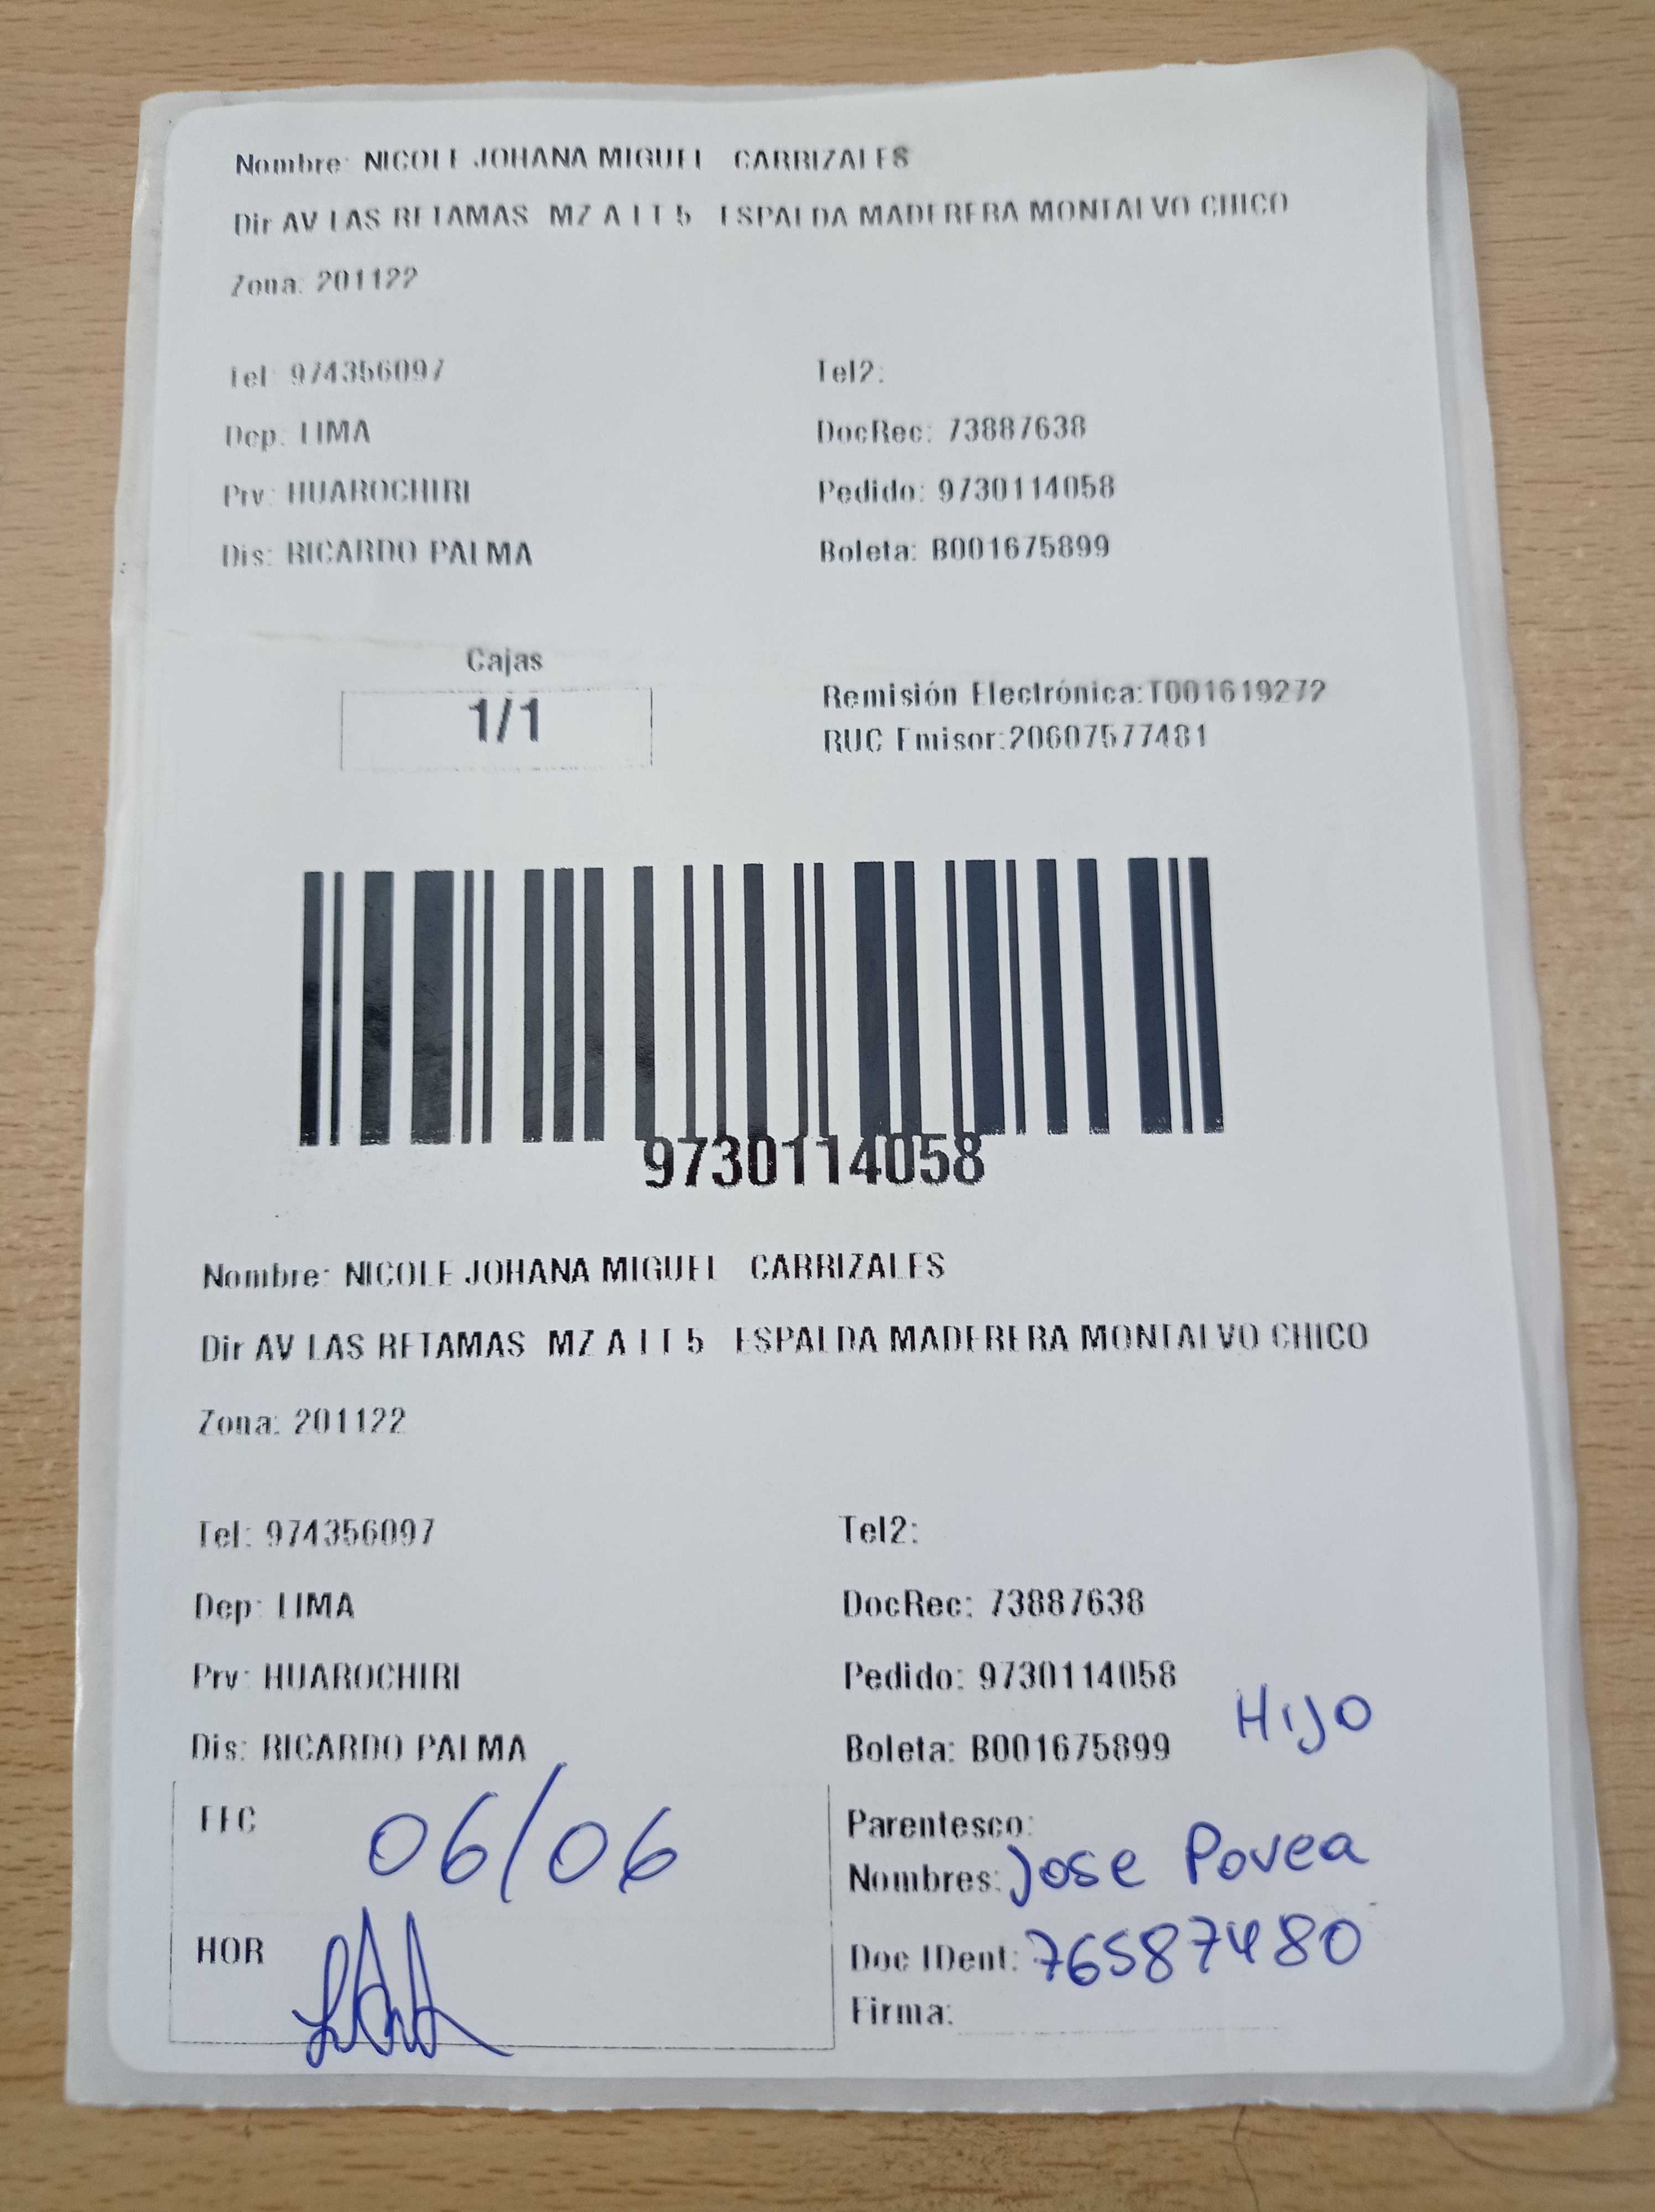 Nombre: NICOLE JOHANA MIGUEL CARRIZALES
Dir AV LAS RETAMAS MZ A LT 5 ESPALDA MADERERA MONTALVO CHICO
Zona: 201122
Tel: 974356097 Tel2:
Dep: LIMA DocRec: 73887638
Prv: HUAROCHIRI Pedido: 9730114058
Dis: RICARDO PALMA Boleta: B001675899
Cajas
1/1
Remisión Electrónica:T001619272
RUC Emisor:20607577481
9730114058
Nombre: NICOLE JOHANA MIGUEL CARRIZALES
Dir AV LAS RETAMAS MZ A LT 5 ESPALDA MADERERA MONTALVO CHICO
Zona: 201122
Tel: 974356097 Tel2:
Dep: LIMA DocRec: 73887638
Prv: HUAROCHIRI Pedido: 9730114058
Dis: RICARDO PALMA Boleta: B001675899
HIJO
FEC 06/06
Parentesco:
Nombres: Jose Povea
HOR
Doc IDent: 76587480
Firma: